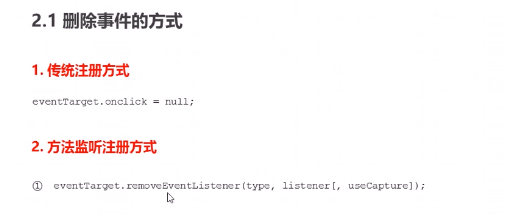 2.1 删除事件的方式
1. 传统注册方式
eventTarget.onclick = null;
2. 方法监听注册方式
① eventTarget.removeEventListener(type, listener[, useCapture]);